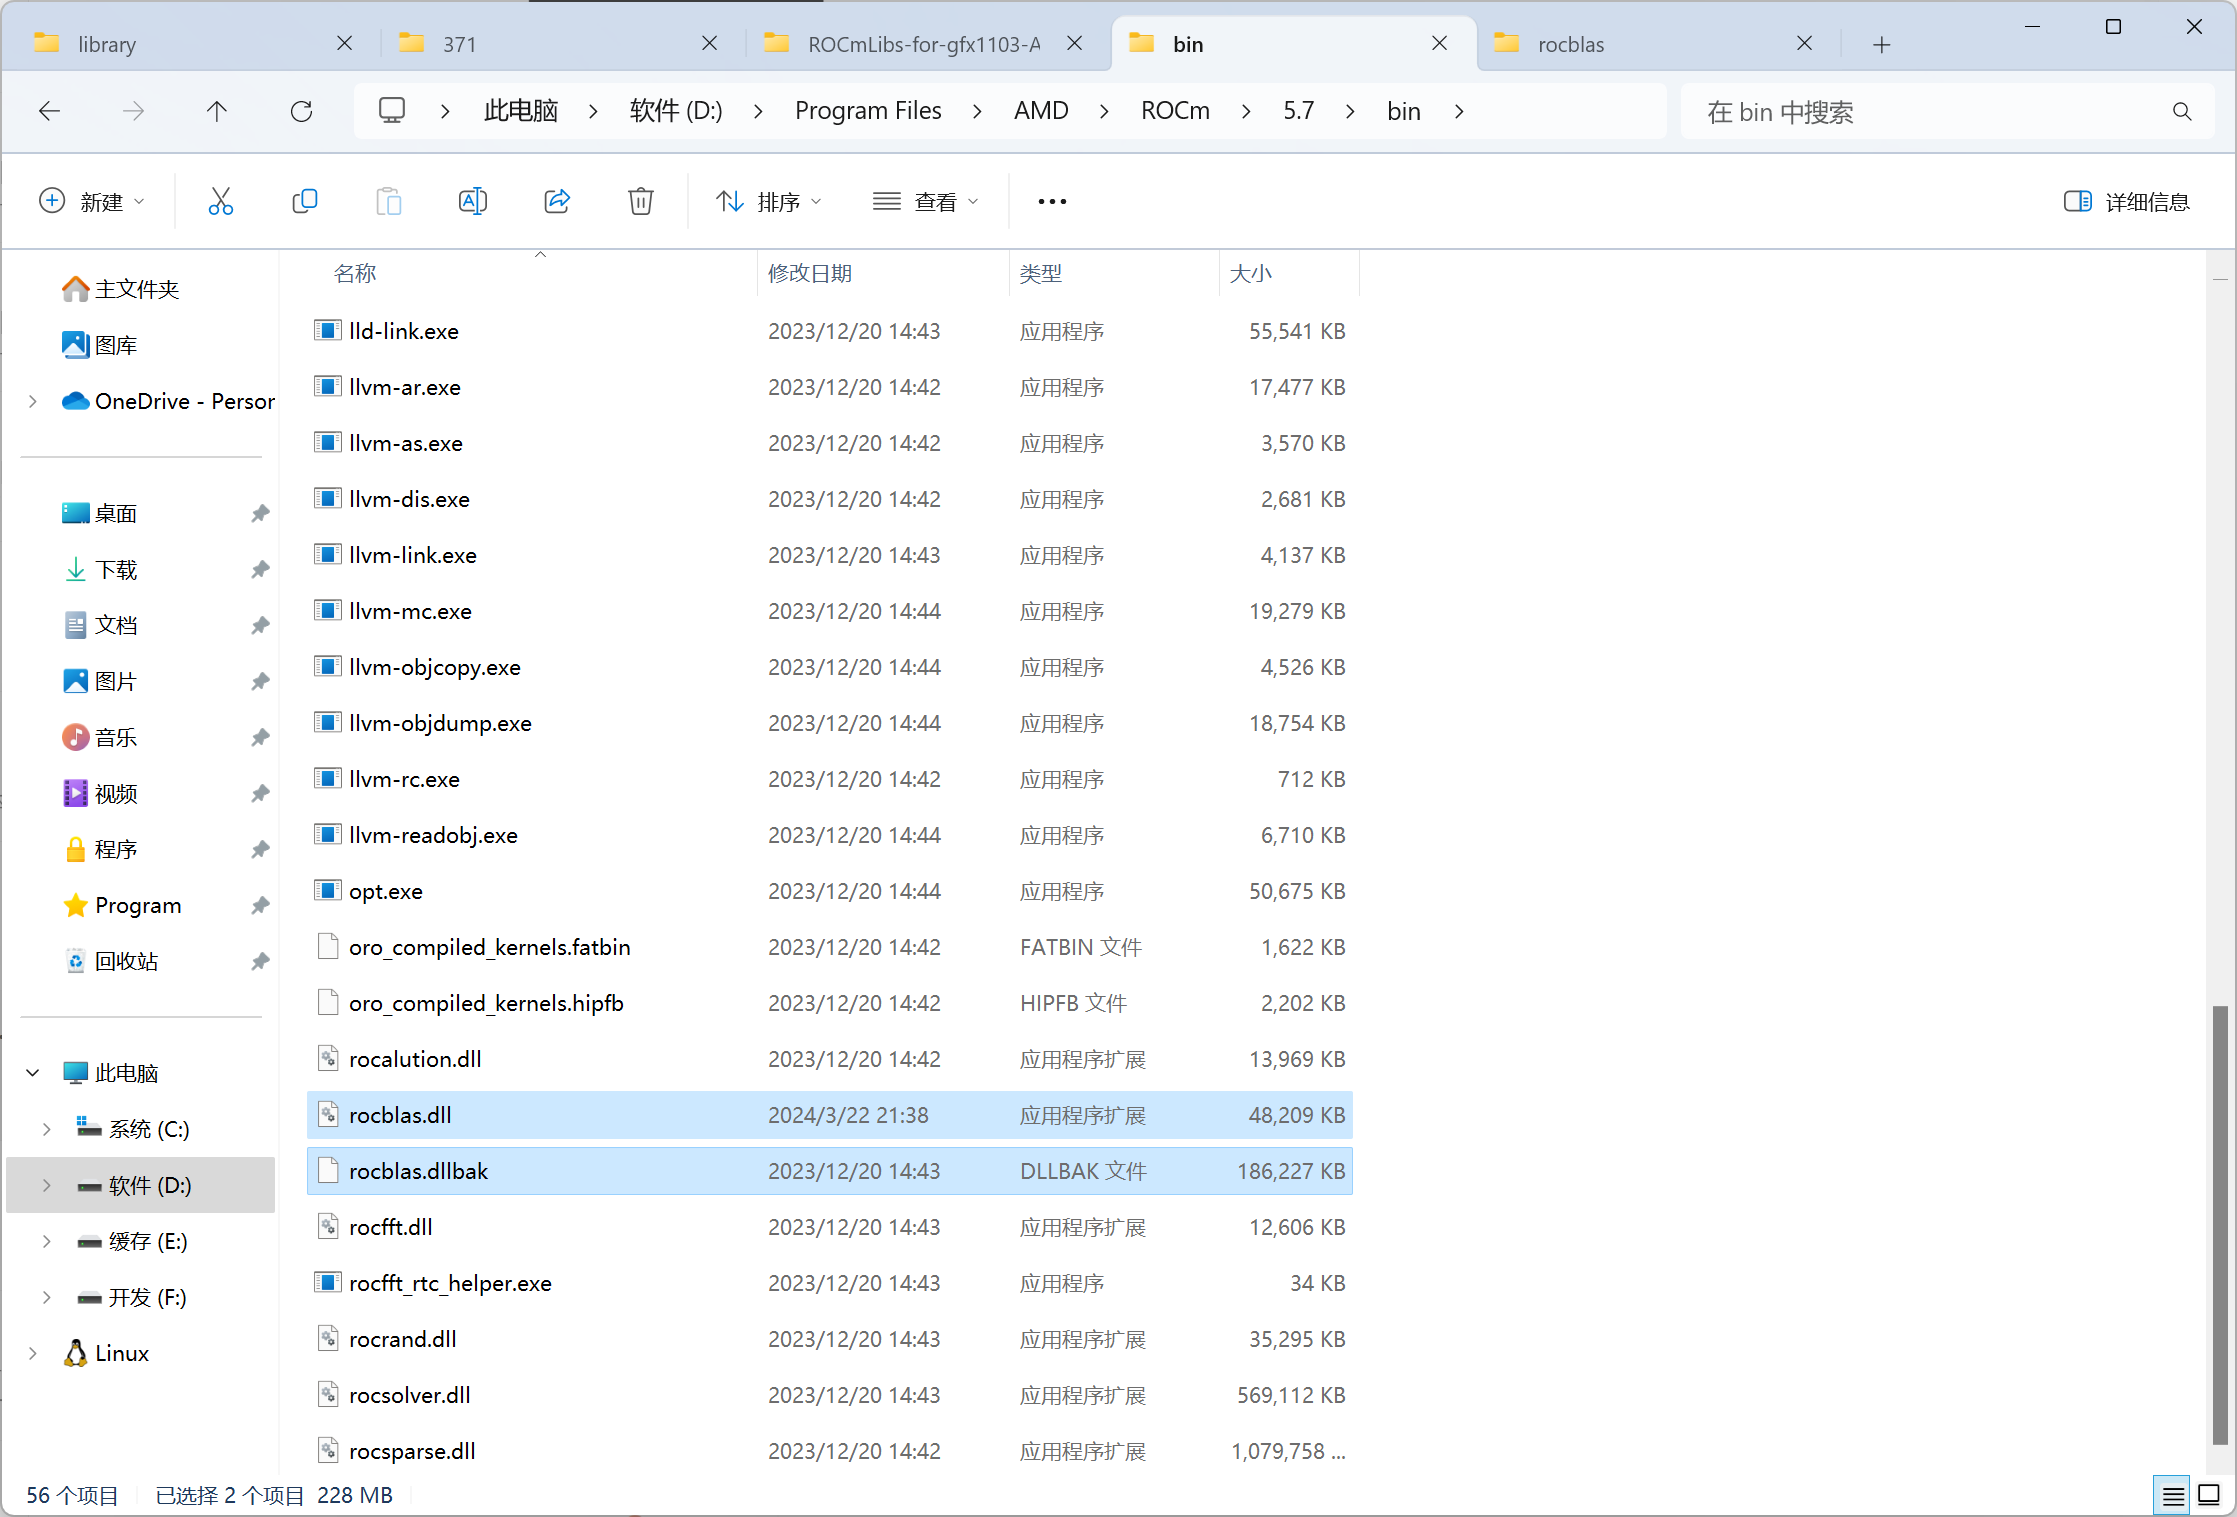 library
371
ROCmLibs-for-gfx1103-A
bin
rocblas
此电脑 软件 (D:) Program Files AMD ROCm 5.7 bin
在 bin 中搜索
新建
排序
查看
详细信息
名称 修改日期 类型 大小
主文件夹
图库
OneDrive - Persor
桌面
下载
文档
图片
音乐
视频
程序
Program
回收站
此电脑
系统 (C:)
软件 (D:)
缓存 (E:)
开发 (F:)
Linux
lld-link.exe 2023/12/20 14:43 应用程序 55,541 KB
llvm-ar.exe 2023/12/20 14:42 应用程序 17,477 KB
llvm-as.exe 2023/12/20 14:42 应用程序 3,570 KB
llvm-dis.exe 2023/12/20 14:42 应用程序 2,681 KB
llvm-link.exe 2023/12/20 14:43 应用程序 4,137 KB
llvm-mc.exe 2023/12/20 14:44 应用程序 19,279 KB
llvm-objcopy.exe 2023/12/20 14:44 应用程序 4,526 KB
llvm-objdump.exe 2023/12/20 14:44 应用程序 18,754 KB
llvm-rc.exe 2023/12/20 14:42 应用程序 712 KB
llvm-readobj.exe 2023/12/20 14:44 应用程序 6,710 KB
opt.exe 2023/12/20 14:44 应用程序 50,675 KB
oro_compiled_kernels.fatbin 2023/12/20 14:42 FATBIN 文件 1,622 KB
oro_compiled_kernels.hipfb 2023/12/20 14:42 HIPFB 文件 2,202 KB
rocalution.dll 2023/12/20 14:42 应用程序扩展 13,969 KB
rocblas.dll 2024/3/22 21:38 应用程序扩展 48,209 KB
rocblas.dllbak 2023/12/20 14:43 DLLBAK 文件 186,227 KB
rocfft.dll 2023/12/20 14:43 应用程序扩展 12,606 KB
rocfft_rtc_helper.exe 2023/12/20 14:43 应用程序 34 KB
rocrand.dll 2023/12/20 14:43 应用程序扩展 35,295 KB
rocsolver.dll 2023/12/20 14:43 应用程序扩展 569,112 KB
rocsparse.dll 2023/12/20 14:42 应用程序扩展 1,079,758 ...
56 个项目 已选择 2 个项目 228 MB